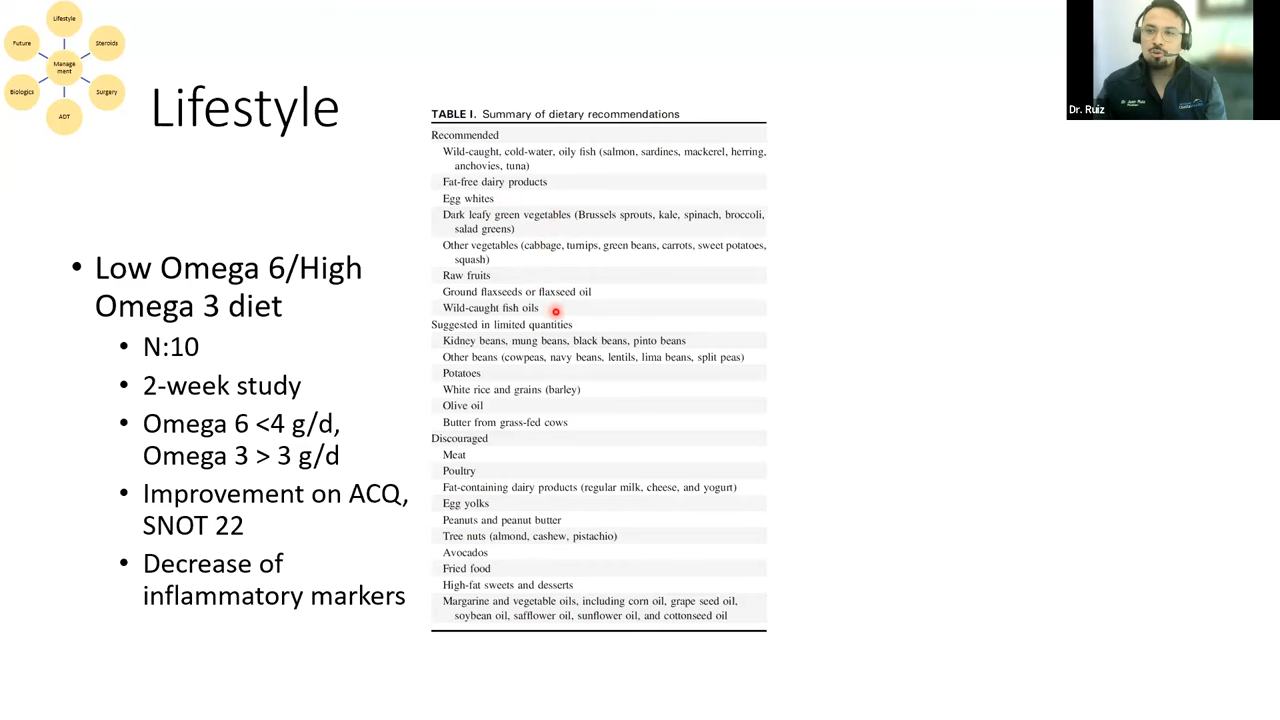 Lifestyle
Future
Steroids
Manage
ment
Biologics
Surgery
ADT
Dr. Juan Ruiz
Dr. Ruiz
Lifestyle
• Low Omega 6/High
Omega 3 diet
• N:10
• 2-week study
• Omega 6 <4 g/d,
Omega 3 > 3 g/d
• Improvement on ACQ,
SNOT 22
• Decrease of
inflammatory markers
TABLE I. Summary of dietary recommendations
Recommended
Wild-caught, cold-water, oily fish (salmon, sardines, mackerel, herring,
anchovies, tuna)
Fat-free dairy products
Egg whites
Dark leafy green vegetables (Brussels sprouts, kale, spinach, broccoli,
salad greens)
Other vegetables (cabbage, turnips, green beans, carrots, sweet potatoes,
squash)
Raw fruits
Ground flaxseeds or flaxseed oil
Wild-caught fish oils
Suggested in limited quantities
Kidney beans, mung beans, black beans, pinto beans
Other beans (cowpeas, navy beans, lentils, lima beans, split peas)
Potatoes
White rice and grains (barley)
Olive oil
Butter from grass-fed cows
Discouraged
Meat
Poultry
Fat-containing dairy products (regular milk, cheese, and yogurt)
Egg yolks
Peanuts and peanut butter
Tree nuts (almond, cashew, pistachio)
Avocados
Fried food
High-fat sweets and desserts
Margarine and vegetable oils, including corn oil, grape seed oil,
soybean oil, safflower oil, sunflower oil, and cottonseed oil